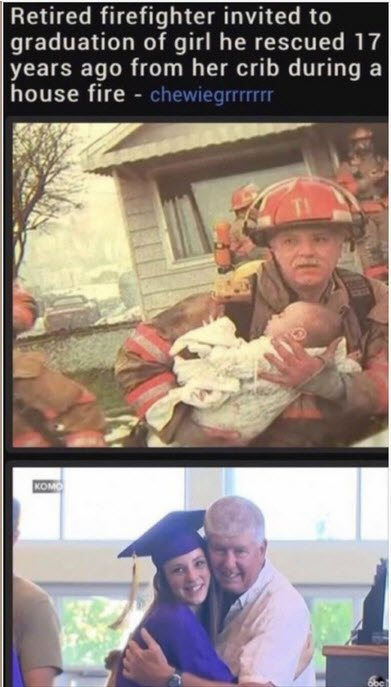 Retired firefighter invited to
graduation of girl he rescued 17
years ago from her crib during a
house fire - chewiegrrrrrrr
11
KOMO
abc